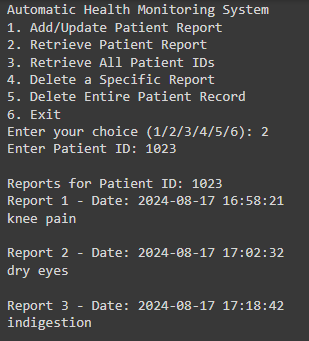 Automatic Health Monitoring System
1. Add/Update Patient Report
2. Retrieve Patient Report
3. Retrieve All Patient IDs
4. Delete a Specific Report
5. Delete Entire Patient Record
6. Exit
Enter your choice (1/2/3/4/5/6): 2
Enter Patient ID: 1023
Reports for Patient ID: 1023
Report 1 - Date: 2024-08-17 16:58:21
knee pain
Report 2 - Date: 2024-08-17 17:02:32
dry eyes
Report 3 - Date: 2024-08-17 17:18:42
indigestion